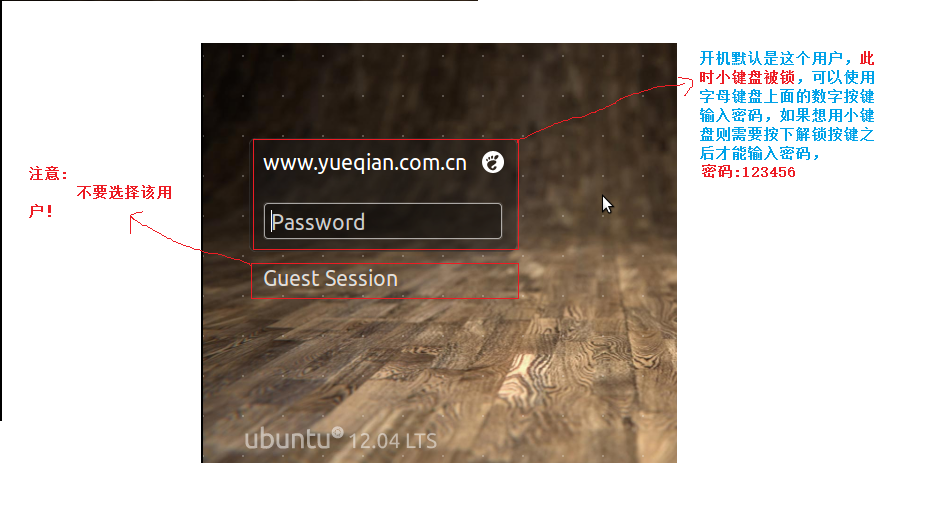 开机默认是这个用户，此
时小键盘被锁，可以使用
字母键盘上面的数字按键
输入密码，如果想用小键
盘则需要按下解锁按键之
后才能输入密码，
密码:123456
www.yueqian.com.cn
注意：
不要选择该用
户！
Password
Guest Session
ubuntu 12.04 LTS